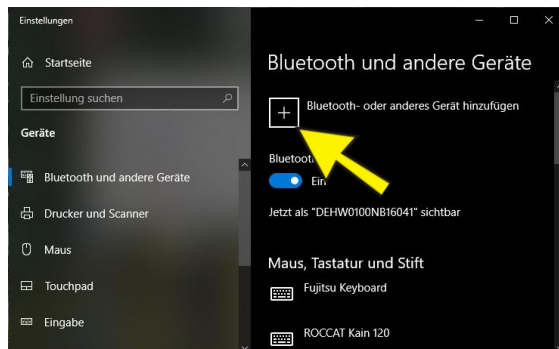 Einstellungen
Startseite
Einstellung suchen
Geräte
Bluetooth und andere Geräte
Drucker und Scanner
Maus
Touchpad
Eingabe
Bluetooth und andere Geräte
Bluetooth- oder anderes Gerät hinzufügen
Bluetoo
Ein
Jetzt als "DEHW0100NB16041" sichtbar
Maus, Tastatur und Stift
Fujitsu Keyboard
ROCCAT Kain 120